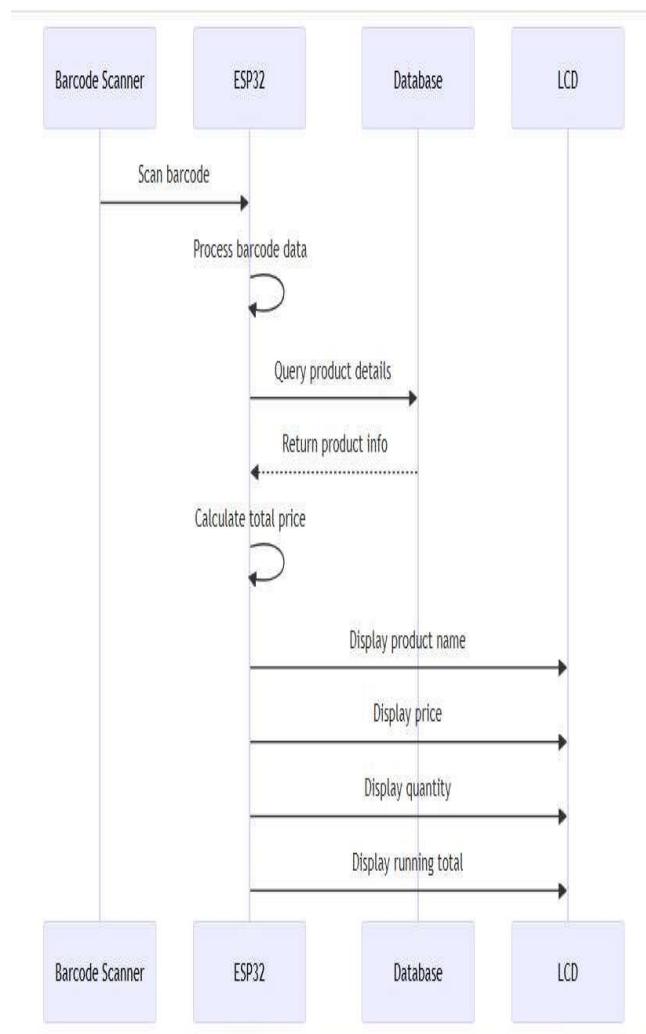 Barcode Scanner ESP32 Database LCD
Scan barcode
Process barcode data
Query product details
Return product info
Calculate total price
Display product name
Display price
Display quantity
Display running total
Barcode Scanner ESP32 Database LCD